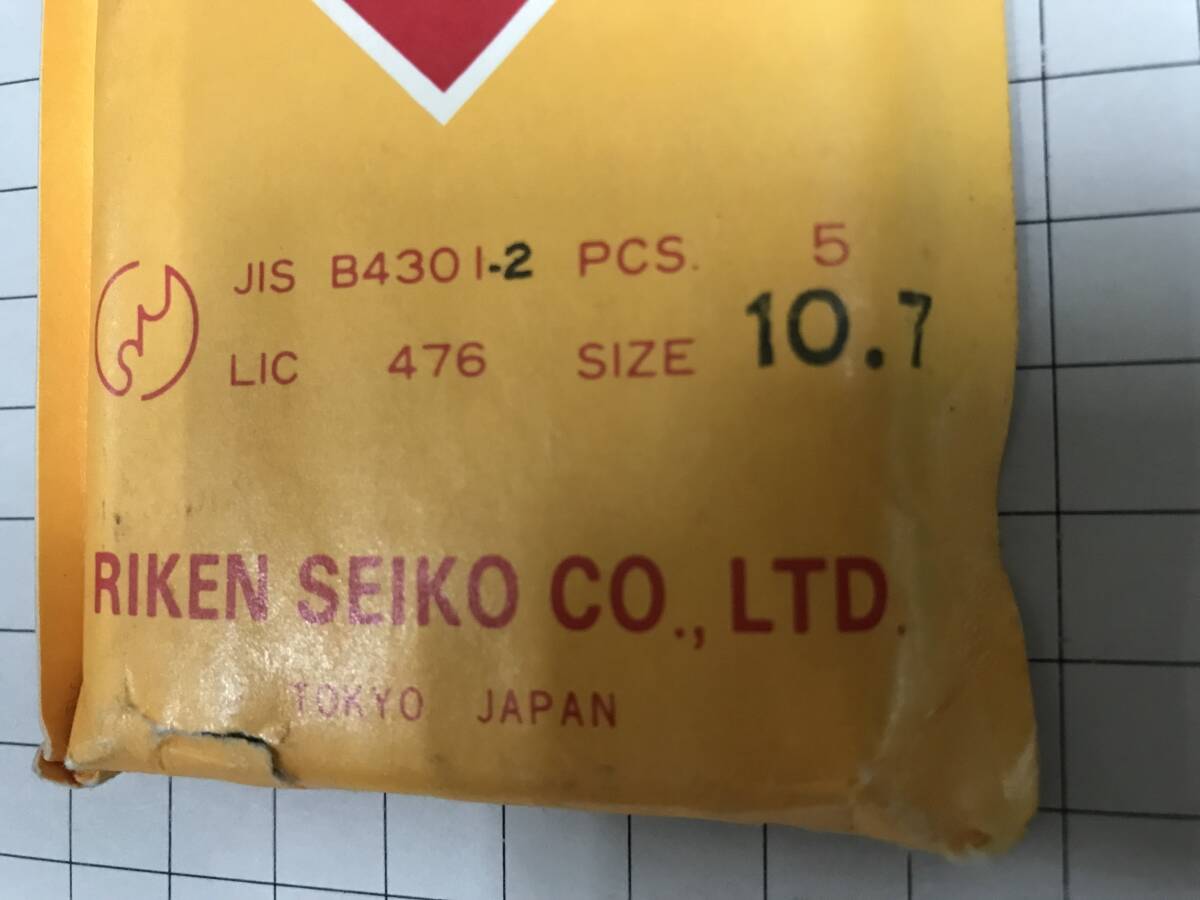 JIS B4301-2 PCS. 5
LIC 476 SIZE 10.7
RIKEN SEIKO CO., LTD.
TOKYO JAPAN